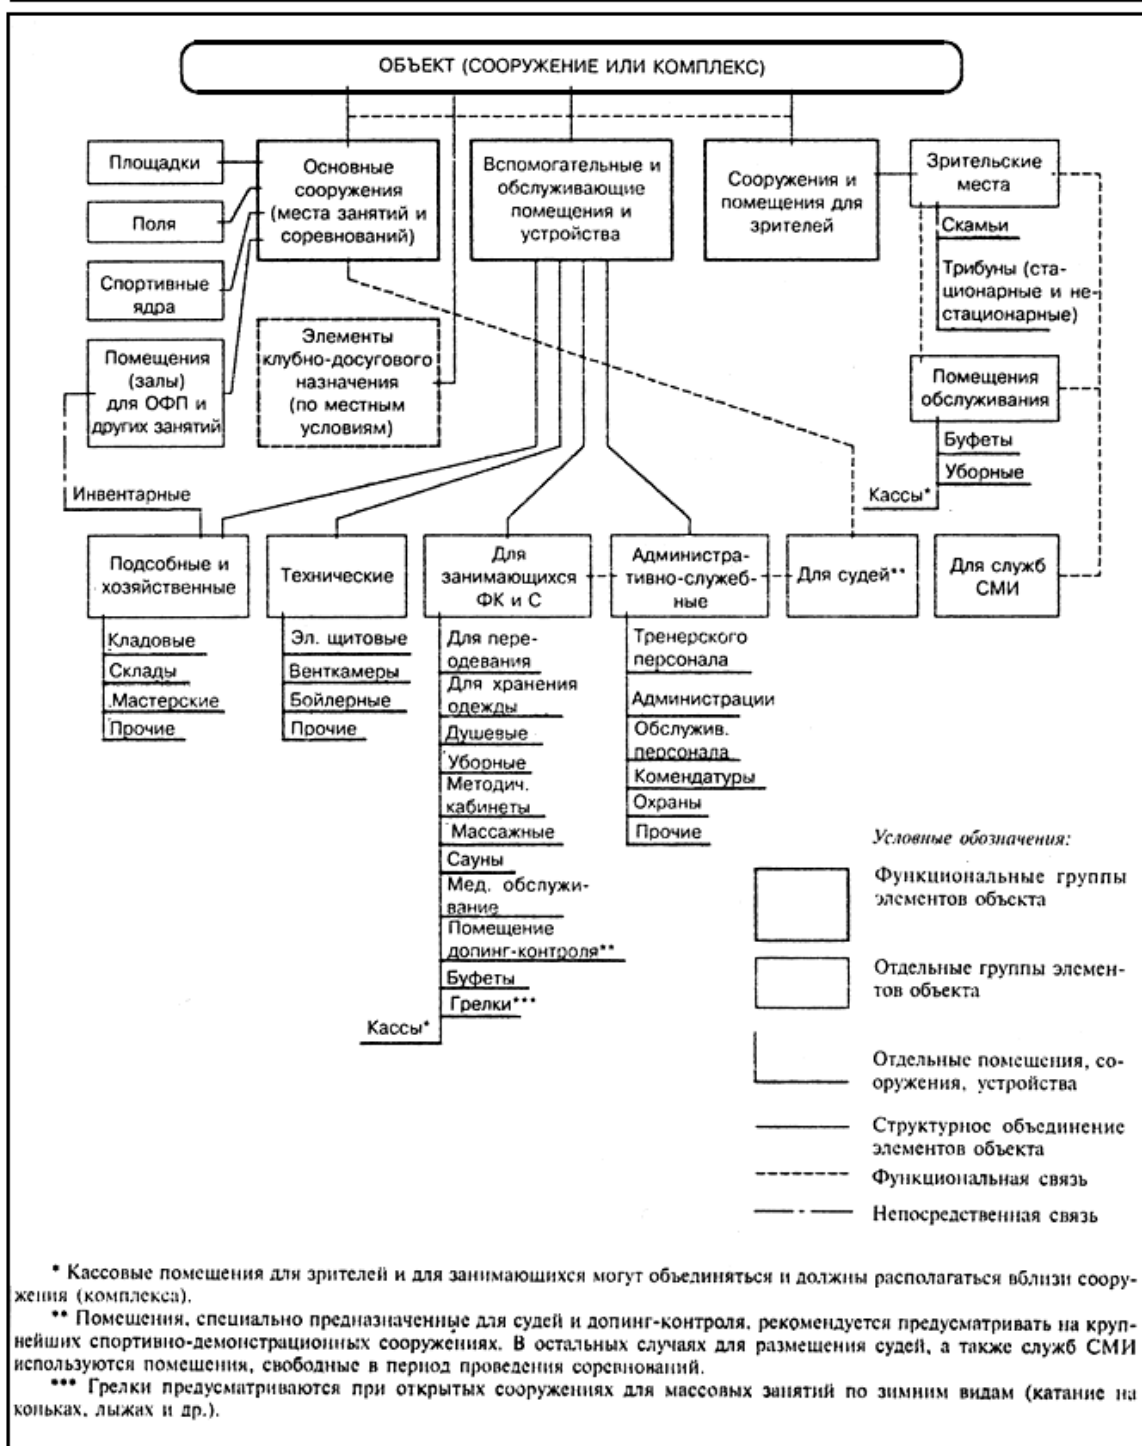 ОБЪЕКТ (СООРУЖЕНИЕ ИЛИ КОМПЛЕКС)
Площадки
Поля
Спортивные
ядра
Помещения
(залы)
для ОФП и
других занятий
Инвентарные
Основные
сооружения
(места занятий и
соревнований)
Элементы
клубно-досугового
назначения
(по местным
условиям)
Вспомогательные и
обслуживающие
помещения и
устройства
Сооружения и
помещения для
зрителей
Зрительские
места
Скамьи
Трибуны (ста-
ционарные и не-
стационарные)
Помещения
обслуживания
Буфеты
Уборные
Кассы*
Подсобные и
хозяйственные
Кладовые
Склады
Мастерские
Прочие
Технические
Эл. щитовые
Венткамеры
Бойлерные
Прочие
Для
занимающихся
ФК и С
Для пере-
одевания
Для хранения
одежды
Душевые
Уборные
Методич.
кабинеты
Массажные
Сауны
Мед. обслужи-
вание
Помещение
допинг-контроля**
Буфеты
Грелки***
Кассы*
Администра-
тивно-служеб-
ные
Тренерского
персонала
Администрации
Обслужив.
персонала
Комендатуры
Охраны
Прочие
Для судей**
Для служб
СМИ
Условные обозначения:
Функциональные группы
элементов объекта
Отдельные группы элемен-
тов объекта
Отдельные помещения, со-
оружения, устройства
Структурное объединение
элементов объекта
Функциональная связь
Непосредственная связь
* Кассовые помещения для зрителей и для занимающихся могут объединяться и должны располагаться вблизи соору-
жения (комплекса).
** Помещения, специально предназначенные для судей и допинг-контроля, рекомендуется предусматривать на круп-
нейших спортивно-демонстрационных сооружениях. В остальных случаях для размещения судей, а также служб СМИ
используются помещения, свободные в период проведения соревнований.
*** Грелки предусматриваются при открытых сооружениях для массовых занятий по зимним видам (катание на
коньках, лыжах и др.).